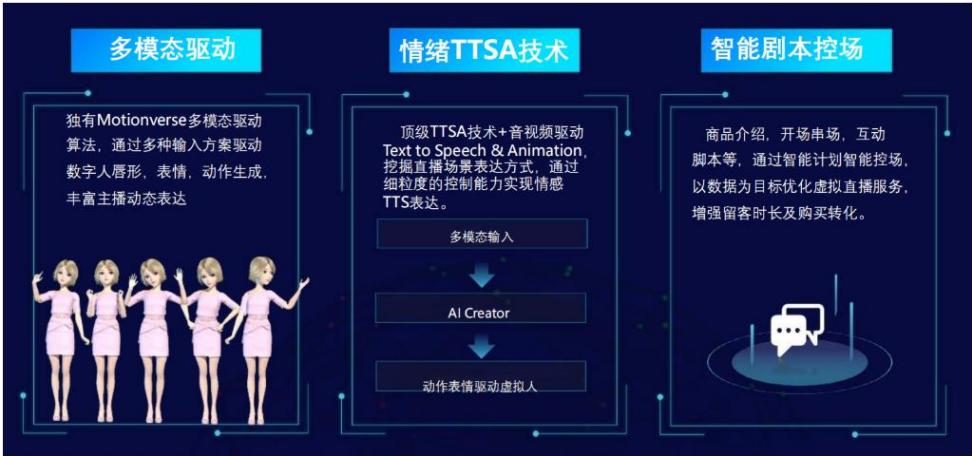 多模态驱动
独有Motionverse多模态驱动
算法，通过多种输入方案驱动
数字人唇形，表情，动作生成，
丰富主播动态表达
情绪TTSA技术
顶级TTSA技术+音视频驱动
Text to Speech & Animation，
挖掘直播场景表达方式，通过
细粒度的控制能力实现情感
TTS表达。
多模态输入
AI Creator
动作表情驱动虚拟人
智能剧本控场
商品介绍，开场串场，互动
脚本等，通过智能计划智能控场，
以数据为目标优化虚拟直播服务，
增强留客时长及购买转化。